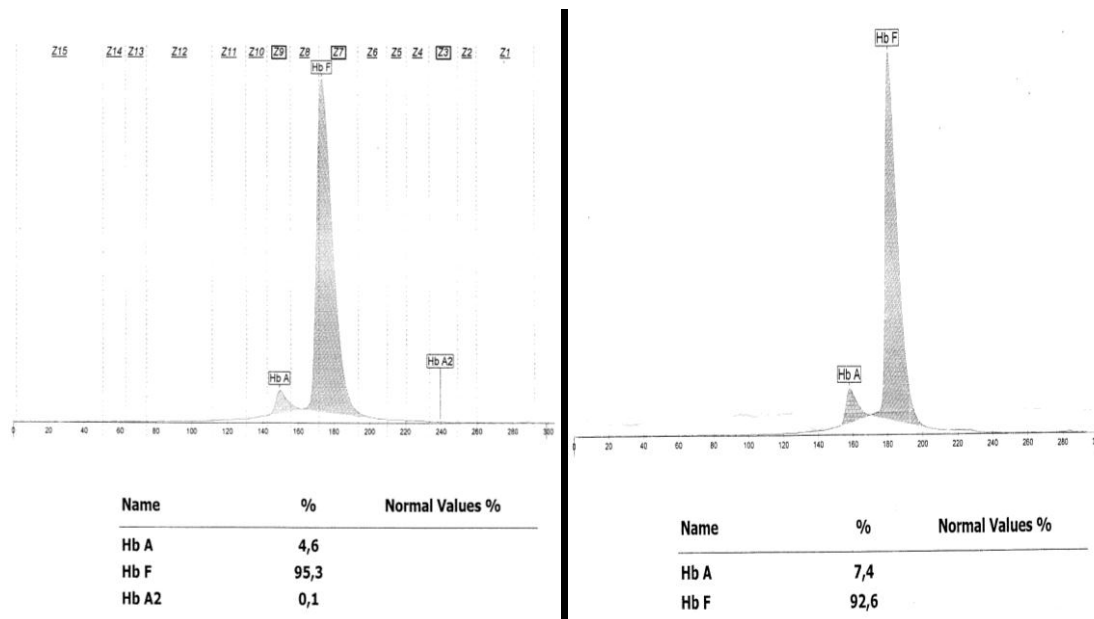 Z15 Z14 Z13 Z12 Z11 Z10 Z9 Z8 Z7 Z6 Z5 Z4 Z3 Z2 Z1
Hb F
Hb A2
Hb A
0 20 40 60 80 100 120 140 160 180 200 220 240 260 280 300
Name % Normal Values %
Hb A 4,6
Hb F 95,3
Hb A2 0,1
Hb F
Hb A
0 20 40 60 80 100 120 140 160 180 200 220 240 260 280
Name % Normal Values %
Hb A 7,4
Hb F 92,6